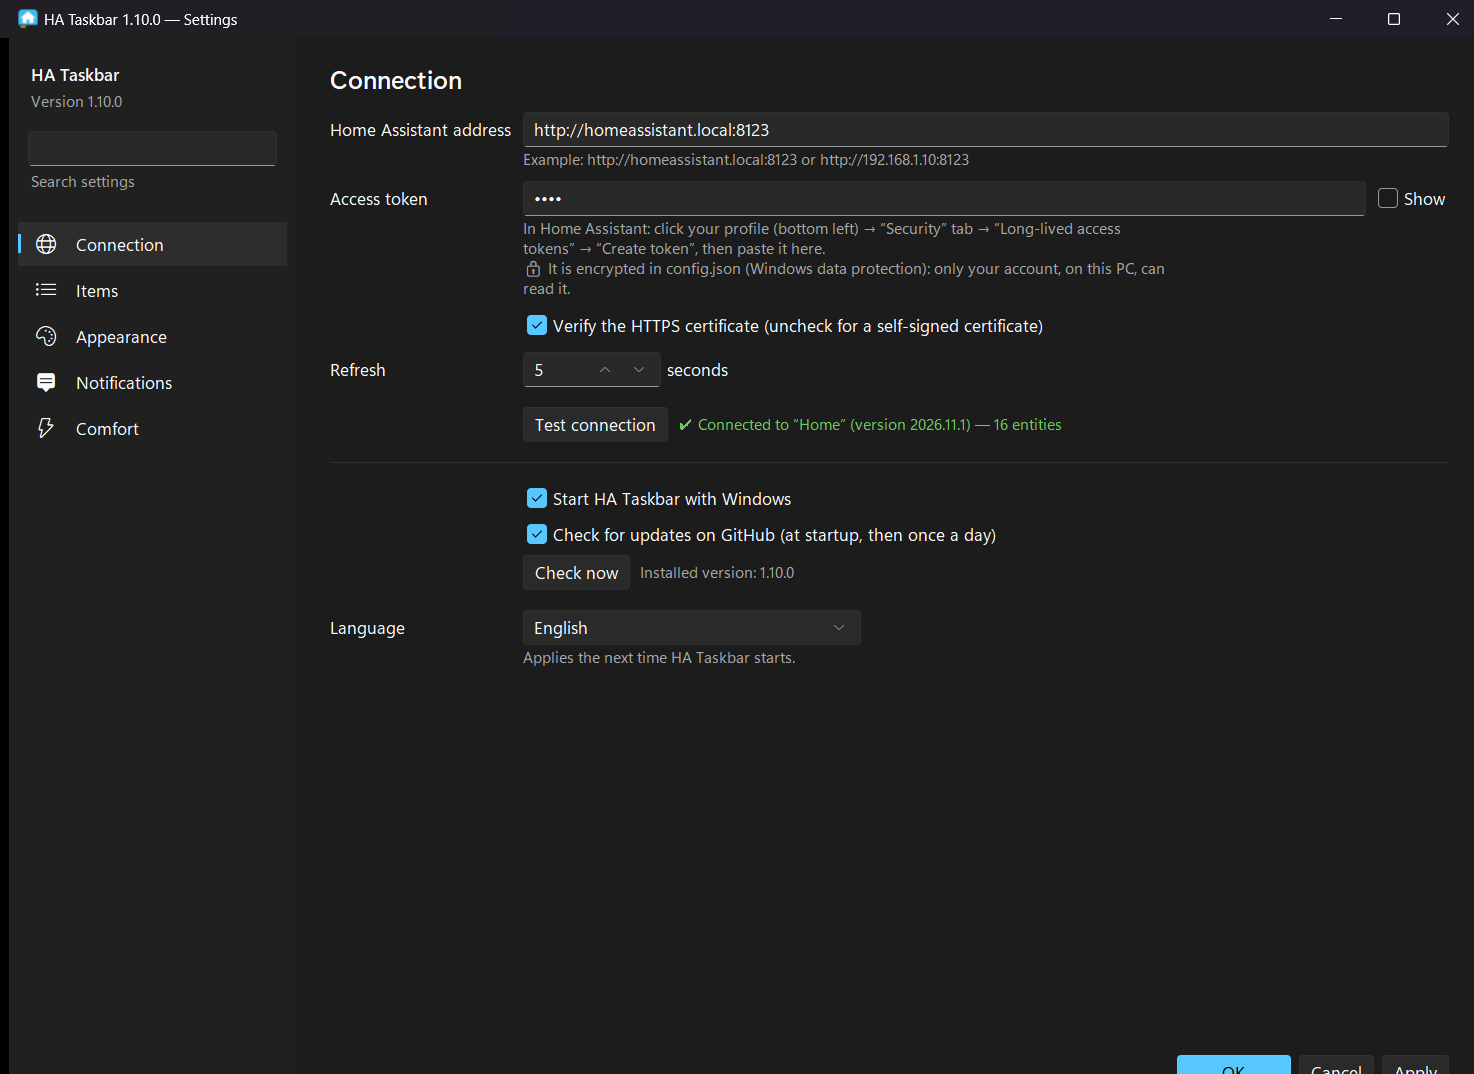 HA Taskbar 1.10.0 — Settings
HA Taskbar
Version 1.10.0
Search settings
Connection
Items
Appearance
Notifications
Comfort
Connection
Home Assistant address
http://homeassistant.local:8123
Example: http://homeassistant.local:8123 or http://192.168.1.10:8123
Access token
••••
Show
In Home Assistant: click your profile (bottom left) → “Security” tab → “Long-lived access
tokens” → “Create token”, then paste it here.
It is encrypted in config.json (Windows data protection): only your account, on this PC, can
read it.
Verify the HTTPS certificate (uncheck for a self-signed certificate)
Refresh
5
seconds
Test connection
✔ Connected to “Home” (version 2026.11.1) — 16 entities
Start HA Taskbar with Windows
Check for updates on GitHub (at startup, then once a day)
Check now
Installed version: 1.10.0
Language
English
Applies the next time HA Taskbar starts.
OK
Cancel
Apply